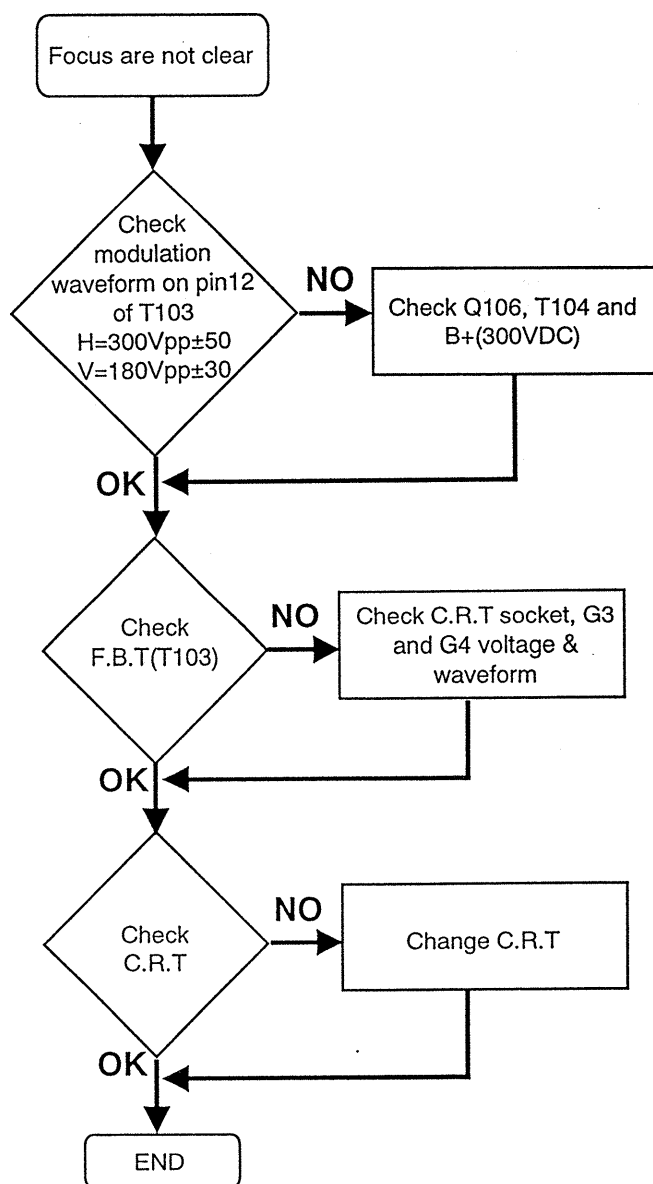 Focus are not clear
Check
modulation
waveform on pin12
of T103
H=300Vpp±50
V=180Vpp±30
NO
Check Q106, T104 and
B+(300VDC)
OK
Check
F.B.T(T103)
NO
Check C.R.T socket, G3
and G4 voltage &
waveform
OK
Check
C.R.T
NO
Change C.R.T
OK
END